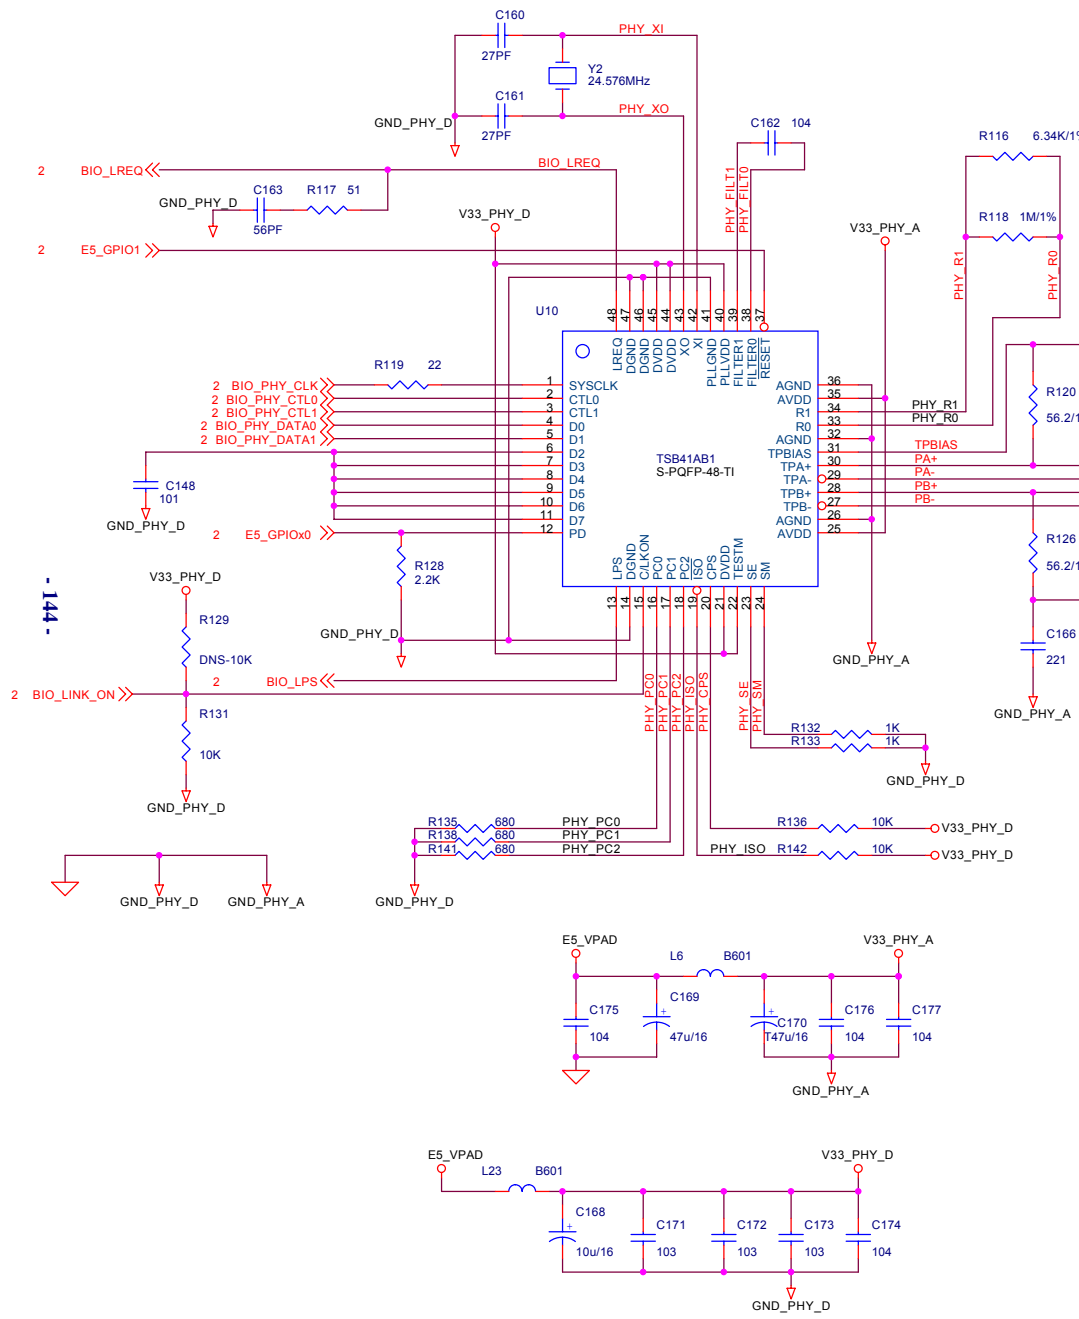 C160
27PF
PHY_XI
Y2
24.576MHz
C161
27PF
PHY_XO
GND_PHY_D
C162 104
R116 6.34K/1%
2 BIO_LREQ
BIO_LREQ
C163
56PF
R117 51
GND_PHY_D
V33_PHY_D
PHY_FILT1
PHY_FILT0
R118 1M/1%
V33_PHY_A
PHY_R1
PHY_R0
2 E5_GPIO1
U10
48 47 46 45 44 43 42 41 40 39 38 37
LREQ DGND DGND DVDD DVDD XO XI PLLGND PLLVDD FILTER1 FILTER0 RESET
R119 22
2 BIO_PHY_CLK
2 BIO_PHY_CTL0
2 BIO_PHY_CTL1
2 BIO_PHY_DATA0
2 BIO_PHY_DATA1
1 SYSCLK
2 CTL0
3 CTL1
4 D0
5 D1
6 D2
7 D3
8 D4
9 D5
10 D6
11 D7
12 PD
TSB41AB1
S-PQFP-48-TI
AGND 36
AVDD 35
R1 34
R0 33
AGND 32
TPBIAS 31
TPA+ 30
TPA- 29
TPB+ 28
TPB- 27
AGND 26
AVDD 25
PHY_R1
PHY_R0
TPBIAS
PA+
PA-
PB+
PB-
R120
56.2/1
C148
101
GND_PHY_D
2 E5_GPIOx0
R128
2.2K
R126
56.2/1
LPS DGND C/LKON PC0 PC1 PC2 ISO CPS DVDD TESTM SE SM
13 14 15 16 17 18 19 20 21 22 23 24
- 144 -
V33_PHY_D
R129
DNS-10K
GND_PHY_D
GND_PHY_A
C166
221
GND_PHY_A
2 BIO_LPS
2 BIO_LINK_ON
PHY_PC0
PHY_PC1
PHY_PC2
PHY_ISO
PHY_CPS
PHY_SE
PHY_SM
R131
10K
GND_PHY_D
R132 1K
R133 1K
GND_PHY_D
R135 680 PHY_PC0
R138 680 PHY_PC1
R141 680 PHY_PC2
GND_PHY_D
R136 10K V33_PHY_D
PHY_ISO R142 10K V33_PHY_D
GND_PHY_D
GND_PHY_A
E5_VPAD
L6 B601
V33_PHY_A
C175
104
C169
47u/16
C170
T47u/16
C176
104
C177
104
GND_PHY_A
E5_VPAD
L23 B601
V33_PHY_D
C168
10u/16
C171
103
C172
103
C173
103
C174
104
GND_PHY_D